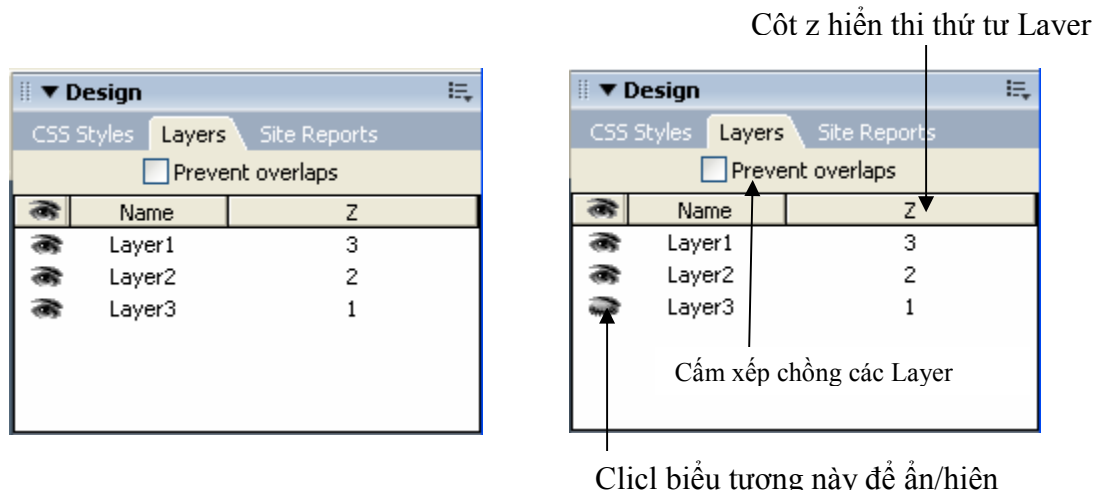 Côt z hiển thi thứ tư Laver
Design
CSS Styles Layers Site Reports
Prevent overlaps
Name Z
Layer1 3
Layer2 2
Layer3 1
Design
CSS Styles Layers Site Reports
Prevent overlaps
Name Z
Layer1 3
Layer2 2
Layer3 1
Cấm xếp chồng các Layer
Clicl biểu tương này để ẩn/hiên